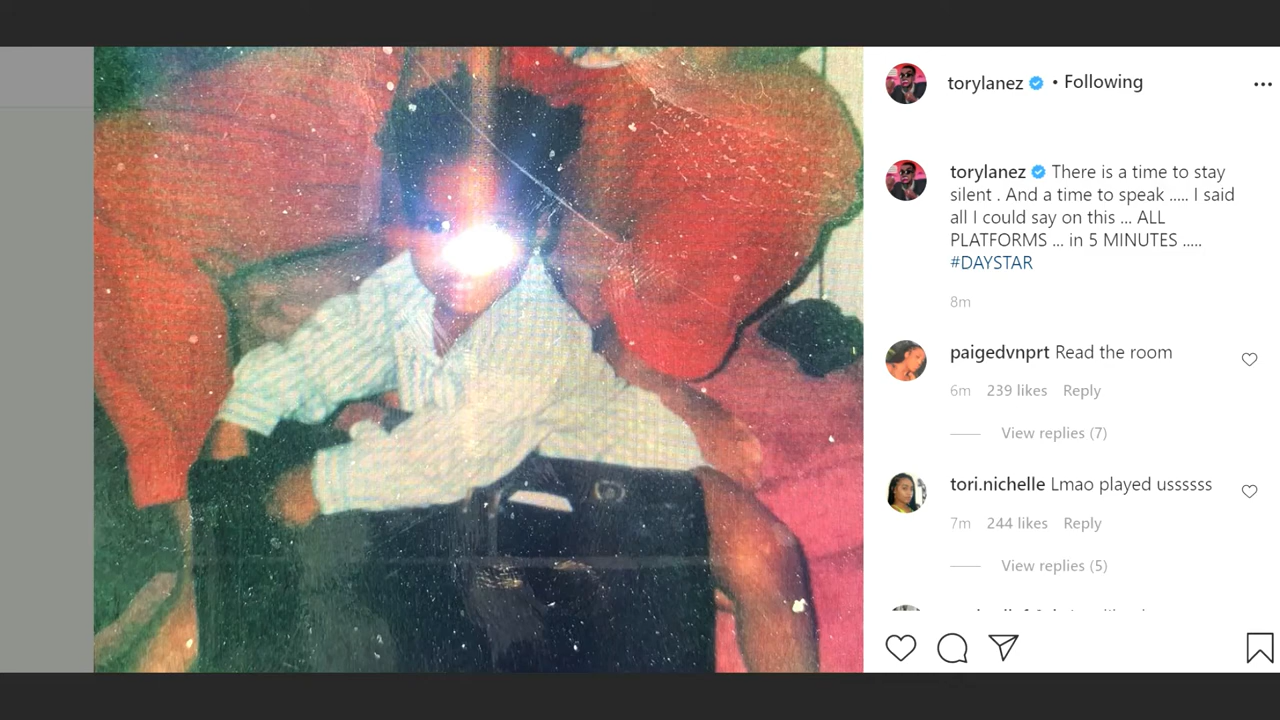 torylanez • Following
torylanez There is a time to stay
silent . And a time to speak ..... I said
all I could say on this ... ALL
PLATFORMS ... in 5 MINUTES .....
#DAYSTAR
8m
paigedvnprt Read the room
6m 239 likes Reply
View replies (7)
tori.nichelle Lmao played ussssss
7m 244 likes Reply
View replies (5)